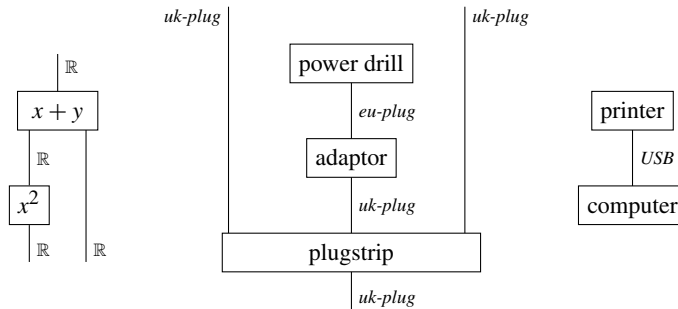 ℝ
x + y
ℝ
x²
ℝ
ℝ
uk-plug
uk-plug
power drill
eu-plug
adaptor
uk-plug
plugstrip
uk-plug
printer
USB
computer